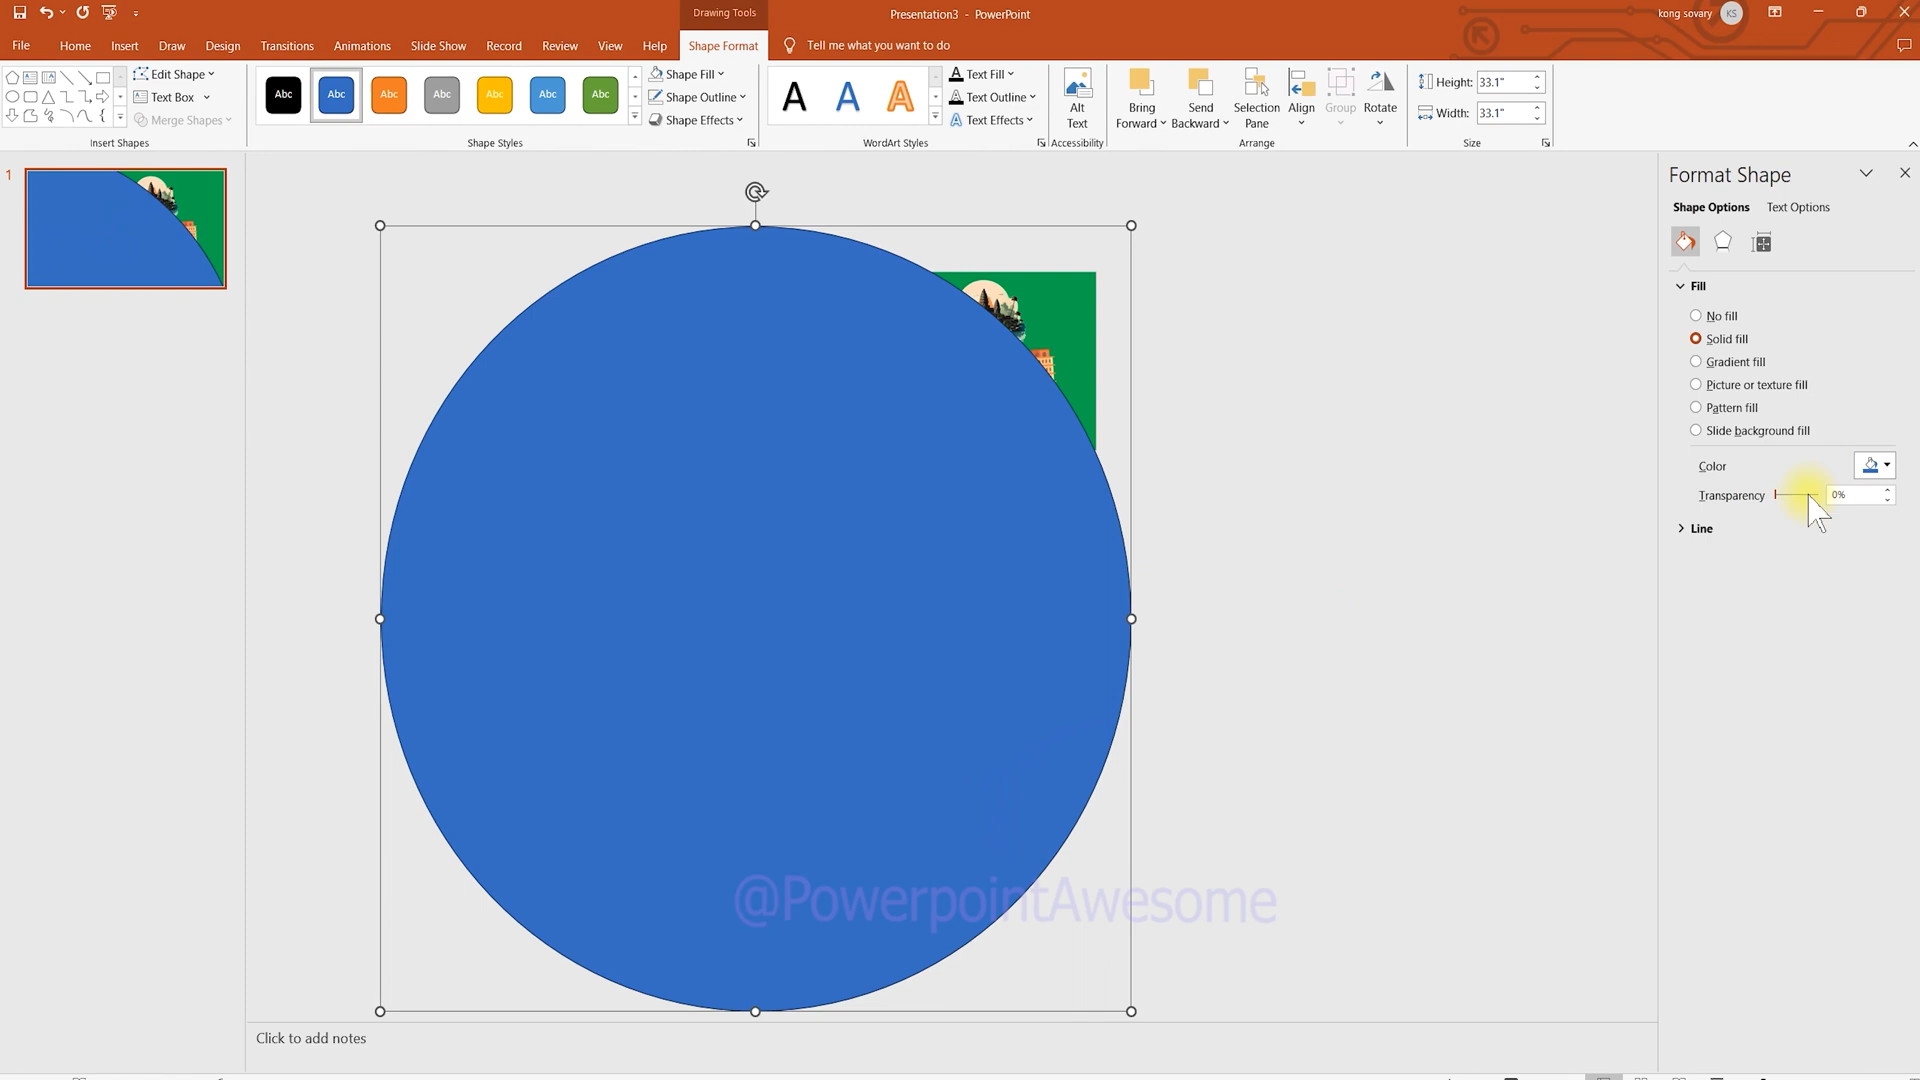 Drawing Tools
Presentation3 - PowerPoint
kong sovary KS
File Home Insert Draw Design Transitions Animations Slide Show Record Review View Help Shape Format Tell me what you want to do
Edit Shape
Text Box
Merge Shapes
Insert Shapes
Abc Abc Abc Abc Abc Abc Abc
Shape Fill
Shape Outline
Shape Effects
Shape Styles
A A A
Text Fill
Text Outline
Text Effects
WordArt Styles
Alt Text
Accessibility
Bring Forward
Send Backward
Selection Pane
Align
Group
Rotate
Arrange
Height: 33.1"
Width: 33.1"
Size
1
Format Shape
Shape Options Text Options
Fill
No fill
Solid fill
Gradient fill
Picture or texture fill
Pattern fill
Slide background fill
Color
Transparency 0%
Line
@PowerpointAwesome
Click to add notes